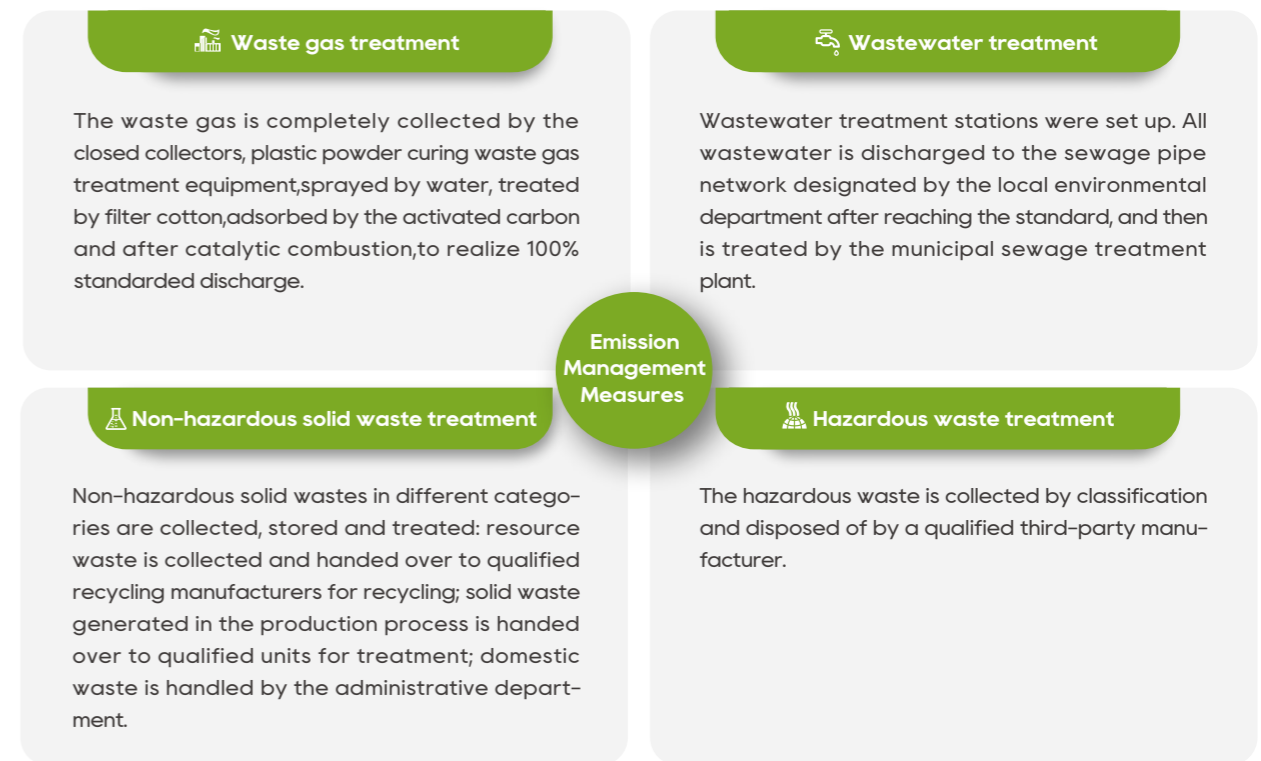 Waste gas treatment
The waste gas is completely collected by the
closed collectors, plastic powder curing waste gas
treatment equipment,sprayed by water, treated
by filter cotton,adsorbed by the activated carbon
and after catalytic combustion,to realize 100%
standarded discharge.
Wastewater treatment
Wastewater treatment stations were set up. All
wastewater is discharged to the sewage pipe
network designated by the local environmental
department after reaching the standard, and then
is treated by the municipal sewage treatment
plant.
Emission
Management
Measures
Non-hazardous solid waste treatment
Non-hazardous solid wastes in different catego-
ries are collected, stored and treated: resource
waste is collected and handed over to qualified
recycling manufacturers for recycling; solid waste
generated in the production process is handed
over to qualified units for treatment; domestic
waste is handled by the administrative depart-
ment.
Hazardous waste treatment
The hazardous waste is collected by classification
and disposed of by a qualified third-party manu-
facturer.